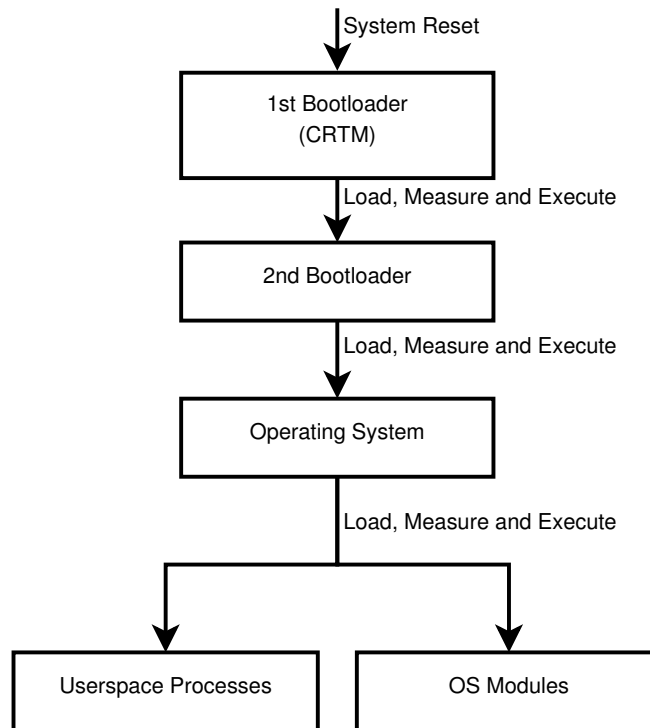 System Reset
1st Bootloader
(CRTM)
Load, Measure and Execute
2nd Bootloader
Load, Measure and Execute
Operating System
Load, Measure and Execute
Userspace Processes
OS Modules